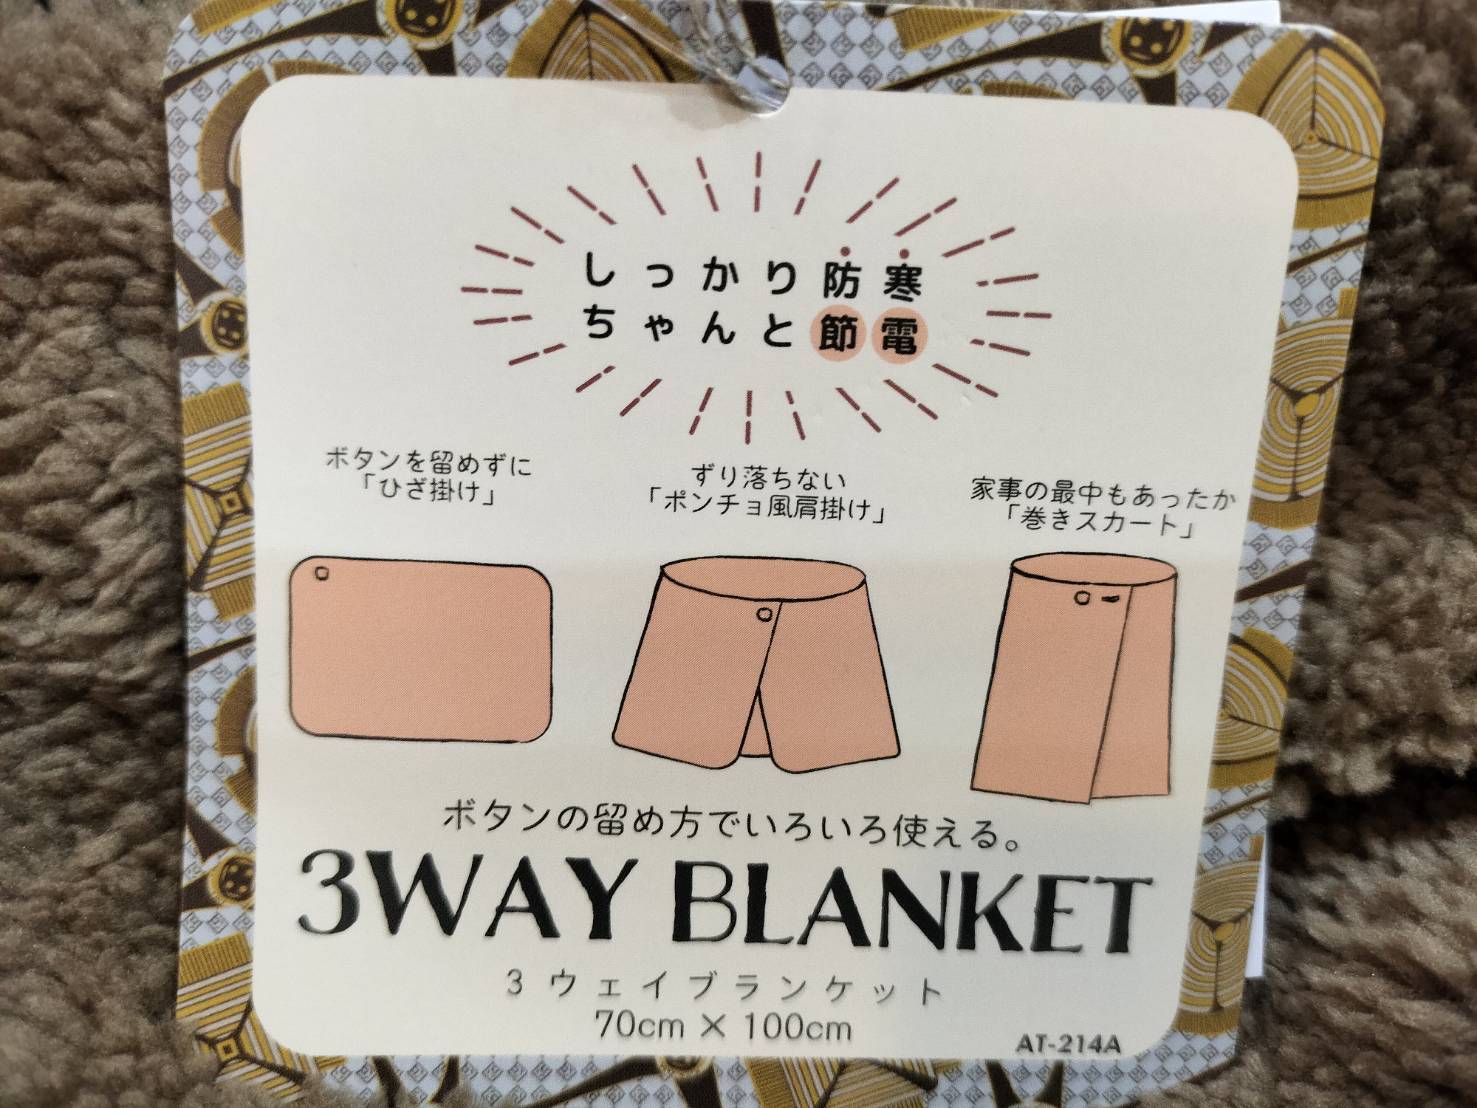 しっかり防寒
ちゃんと節電
ボタンを留めずに
「ひざ掛け」
ずり落ちない
「ポンチョ風肩掛け」
家事の最中もあったか
「巻きスカート」
ボタンの留め方でいろいろ使える。
3WAY BLANKET
3 ウェイブランケット
70cm × 100cm
AT-214A